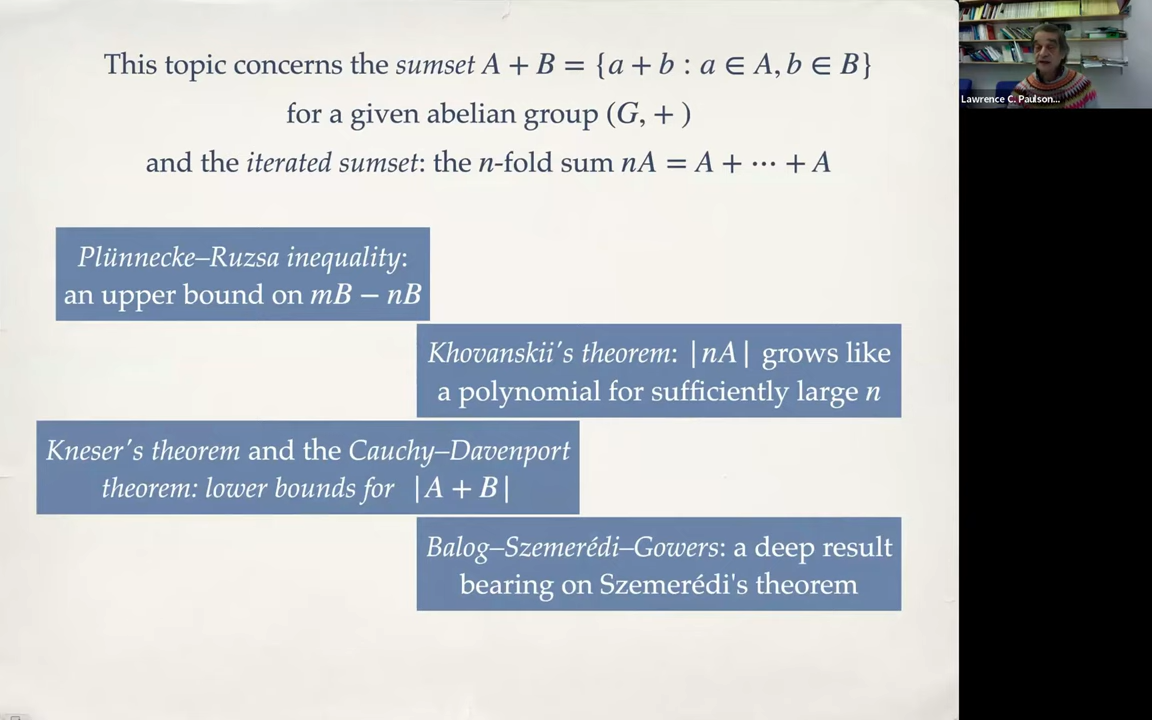 This topic concerns the sumset A + B = {a + b : a ∈ A, b ∈ B}
for a given abelian group (G, + )
and the iterated sumset: the n-fold sum nA = A + ··· + A
Plünnecke–Ruzsa inequality:
an upper bound on mB − nB
Khovanskii's theorem: |nA| grows like
a polynomial for sufficiently large n
Kneser's theorem and the Cauchy–Davenport
theorem: lower bounds for |A + B|
Balog–Szemerédi–Gowers: a deep result
bearing on Szemerédi's theorem
Lawrence C. Paulson...